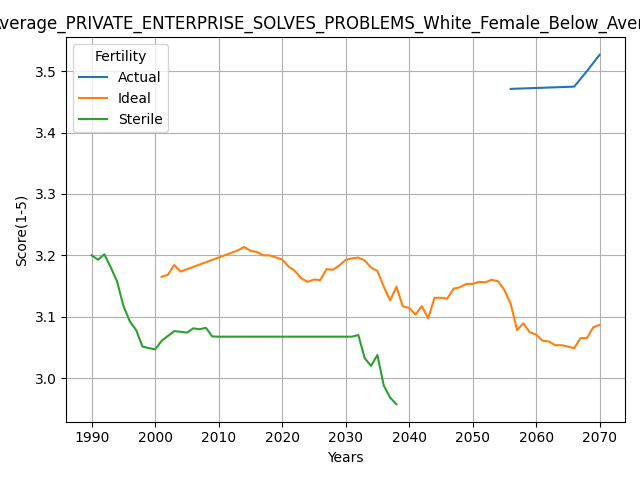 verage_PRIVATE_ENTERPRISE_SOLVES_PROBLEMS_White_Female_Below_Aver
Fertility
Actual
Ideal
Sterile
Score(1-5)
3.5
3.4
3.3
3.2
3.1
3.0
1990 2000 2010 2020 2030 2040 2050 2060 2070
Years